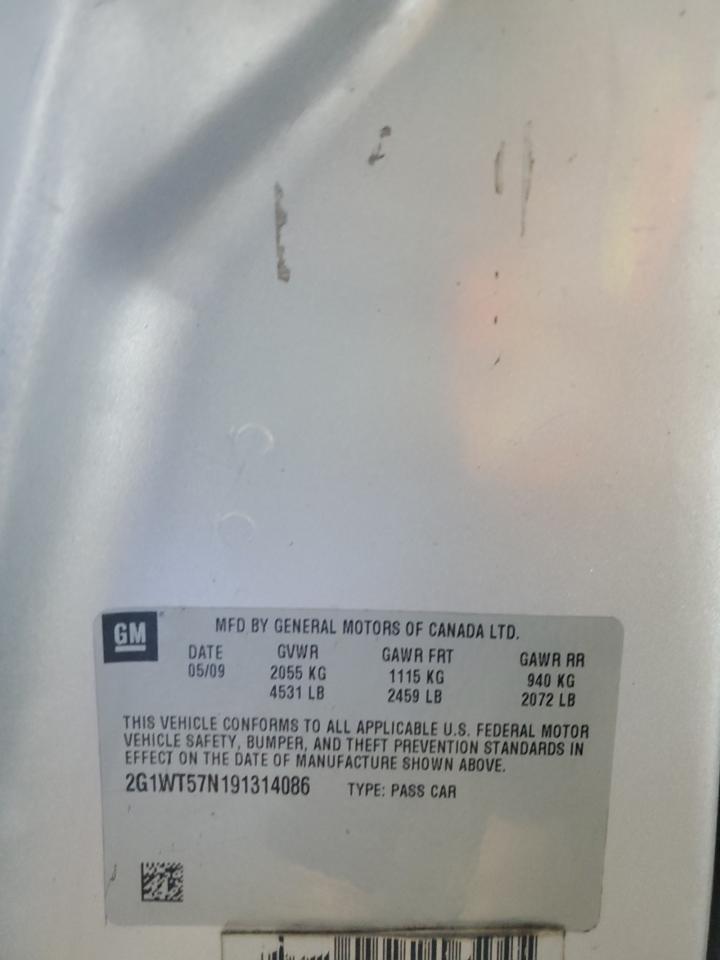 GM
MFD BY GENERAL MOTORS OF CANADA LTD.
DATE GVWR GAWR FRT GAWR RR
05/09 2055 KG 1115 KG 940 KG
4531 LB 2459 LB 2072 LB
THIS VEHICLE CONFORMS TO ALL APPLICABLE U.S. FEDERAL MOTOR
VEHICLE SAFETY, BUMPER, AND THEFT PREVENTION STANDARDS IN
EFFECT ON THE DATE OF MANUFACTURE SHOWN ABOVE.
2G1WT57N191314086 TYPE: PASS CAR